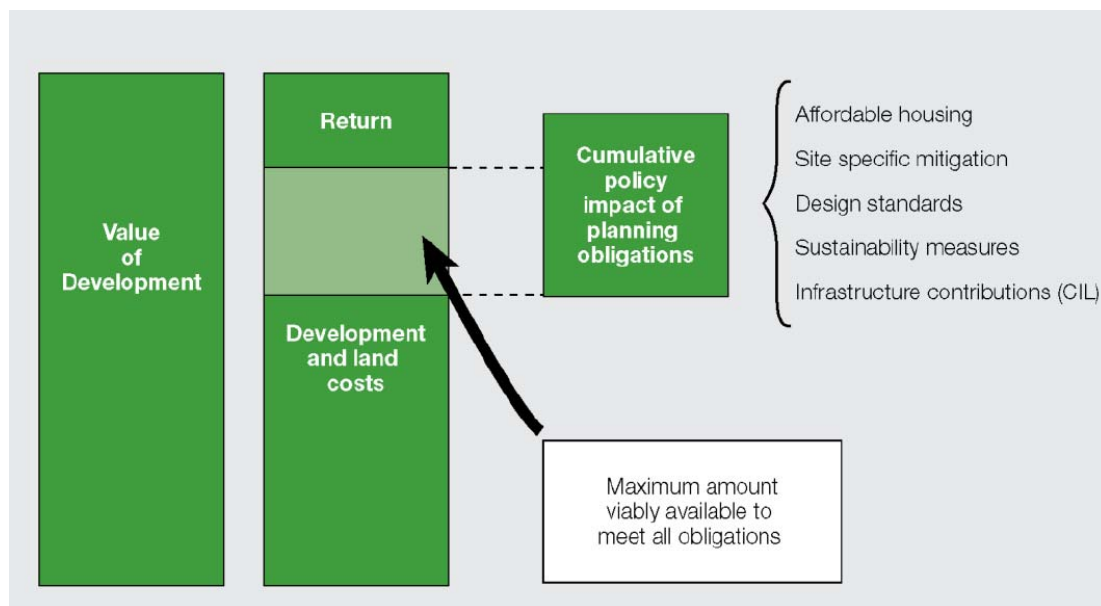 Value
of
Development
Return
Development
and land
costs
Cumulative
policy
impact of
planning
obligations
Affordable housing
Site specific mitigation
Design standards
Sustainability measures
Infrastructure contributions (CIL)
Maximum amount
viably available to
meet all obligations